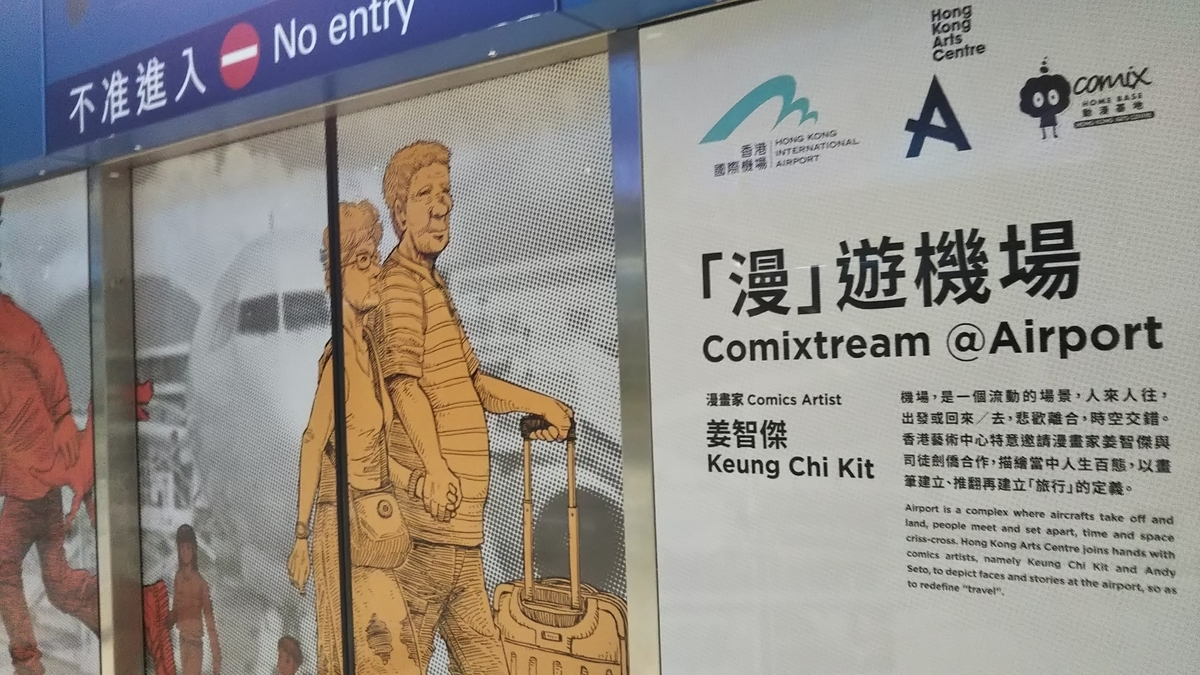 不准進入 No entry
Hong
Kong
Arts
Centre
香港
國際機場
HONG KONG
INTERNATIONAL
AIRPORT
comix
HOME BASE
動漫基地
HONG KONG ARTS CENTRE
「漫」遊機場
Comixtream @Airport
漫畫家 Comics Artist
姜智傑
Keung Chi Kit
機場，是一個流動的場景，人來人往，
出發或回來／去，悲歡離合，時空交錯。
香港藝術中心特意邀請漫畫家姜智傑與
司徒劍僑合作，描繪當中人生百態，以畫
筆建立、推翻再建立「旅行」的定義。
Airport is a complex where aircrafts take off and
land, people meet and set apart, time and space
criss-cross. Hong Kong Arts Centre joins hands with
comics artists, namely Keung Chi Kit and Andy
Seto, to depict faces and stories at the airport, so as
to redefine "travel".